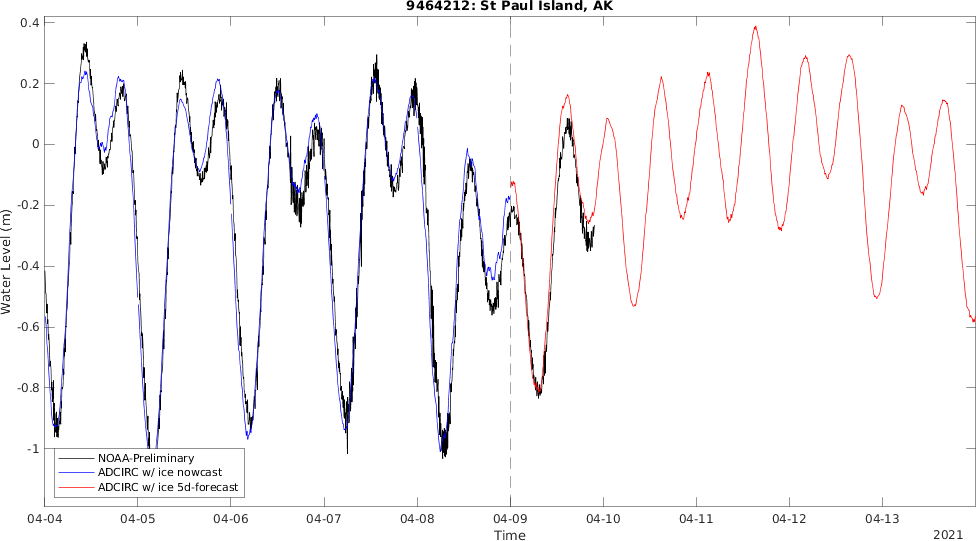 9464212: St Paul Island, AK
0.4
0.2
0
-0.2
-0.4
-0.6
-0.8
-1
Water Level (m)
NOAA-Preliminary
ADCIRC w/ ice nowcast
ADCIRC w/ ice 5d-forecast
04-04 04-05 04-06 04-07 04-08 04-09 04-10 04-11 04-12 04-13
Time
2021